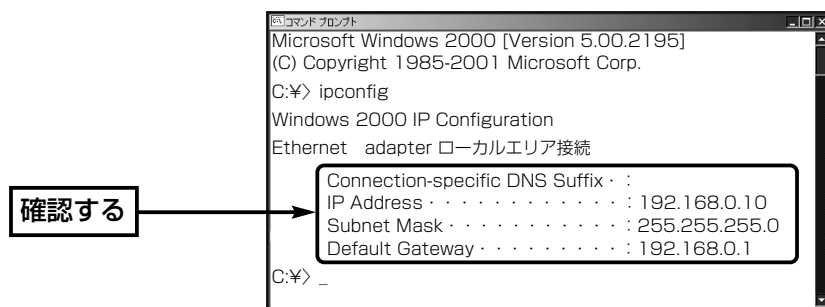 コマンド プロンプト
Microsoft Windows 2000 [Version 5.00.2195]
(C) Copyright 1985-2001 Microsoft Corp.
C:¥〉 ipconfig
Windows 2000 IP Configuration
Ethernet adapter ローカルエリア接続
確認する
Connection-specific DNS Suffix・:
IP Address・・・・・・・・・・・・:192.168.0.10
Subnet Mask・・・・・・・・・・・:255.255.255.0
Default Gateway・・・・・・・・・:192.168.0.1
C:¥〉 _